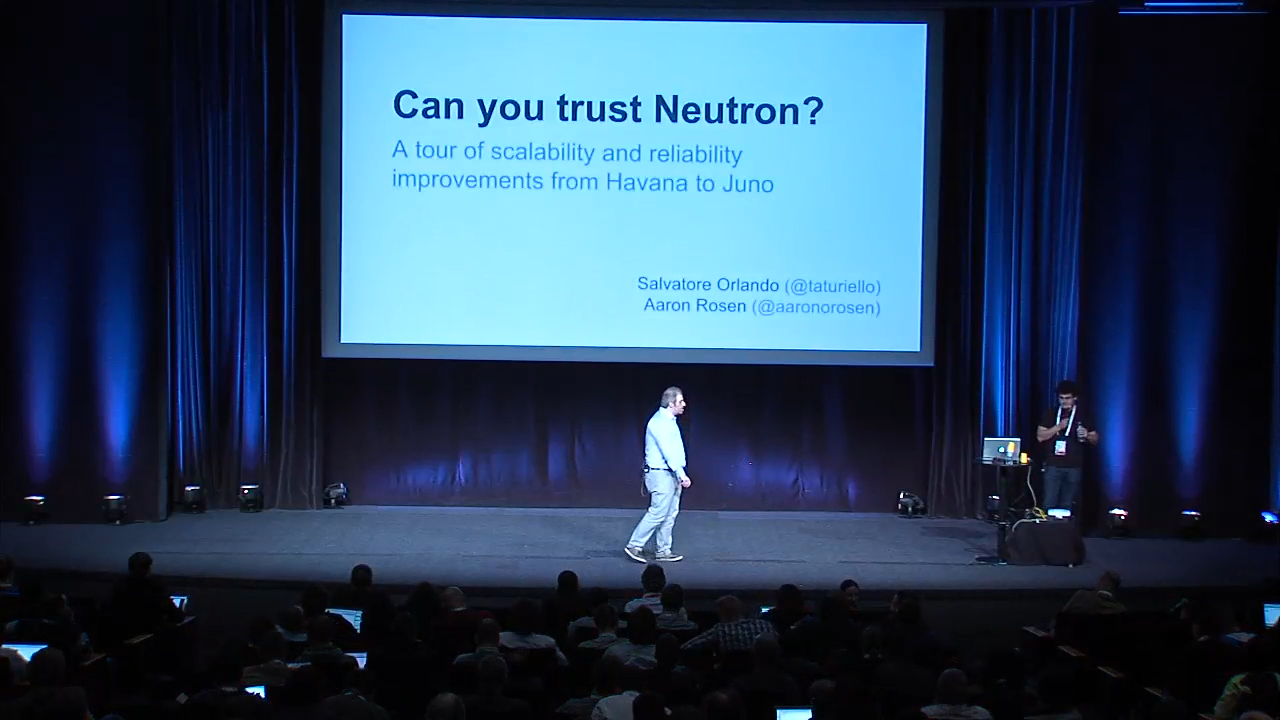 Can you trust Neutron?
A tour of scalability and reliability
improvements from Havana to Juno
Salvatore Orlando (@taturiello)
Aaron Rosen (@aaronorosen)